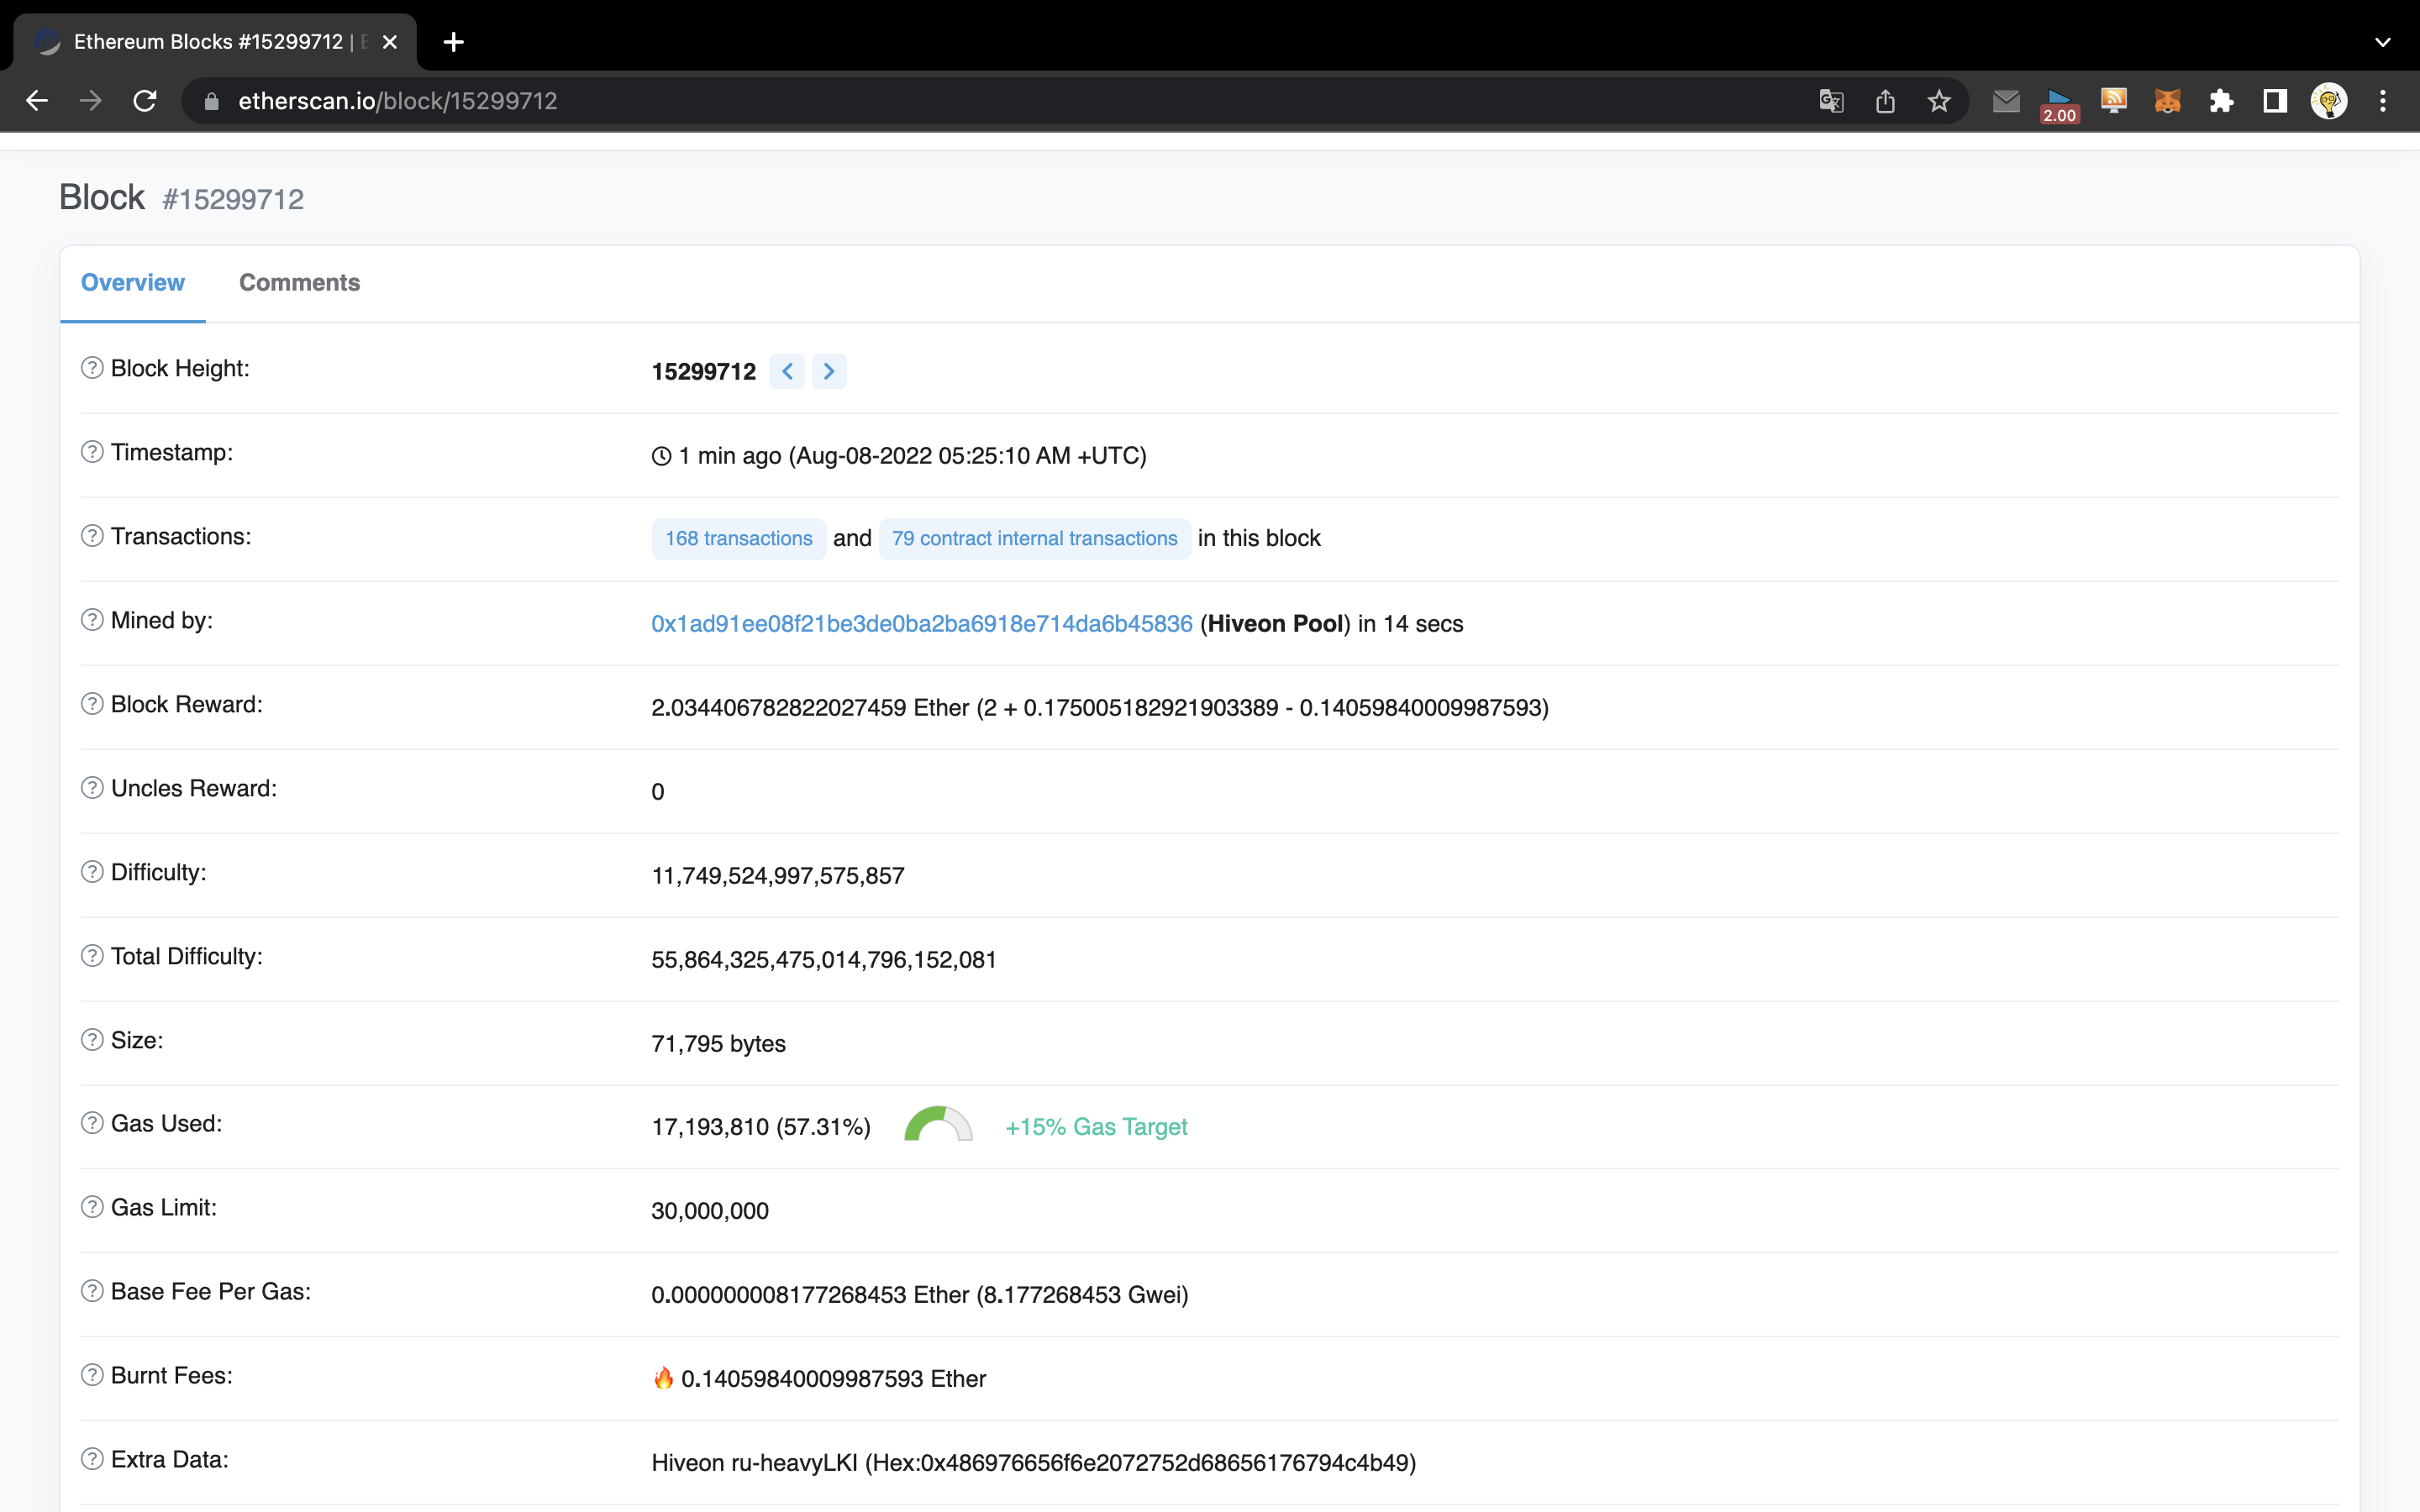 Ethereum Blocks #15299712 |
etherscan.io/block/15299712
2.00
Block #15299712
Overview Comments
Block Height: 15299712
Timestamp: 1 min ago (Aug-08-2022 05:25:10 AM +UTC)
Transactions: 168 transactions and 79 contract internal transactions in this block
Mined by: 0x1ad91ee08f21be3de0ba2ba6918e714da6b45836 (Hiveon Pool) in 14 secs
Block Reward: 2.034406782822027459 Ether (2 + 0.175005182921903389 - 0.14059840009987593)
Uncles Reward: 0
Difficulty: 11,749,524,997,575,857
Total Difficulty: 55,864,325,475,014,796,152,081
Size: 71,795 bytes
Gas Used: 17,193,810 (57.31%) +15% Gas Target
Gas Limit: 30,000,000
Base Fee Per Gas: 0.000000008177268453 Ether (8.177268453 Gwei)
Burnt Fees: 🔥 0.14059840009987593 Ether
Extra Data: Hiveon ru-heavyLKI (Hex:0x486976656f6e2072752d68656176794c4b49)